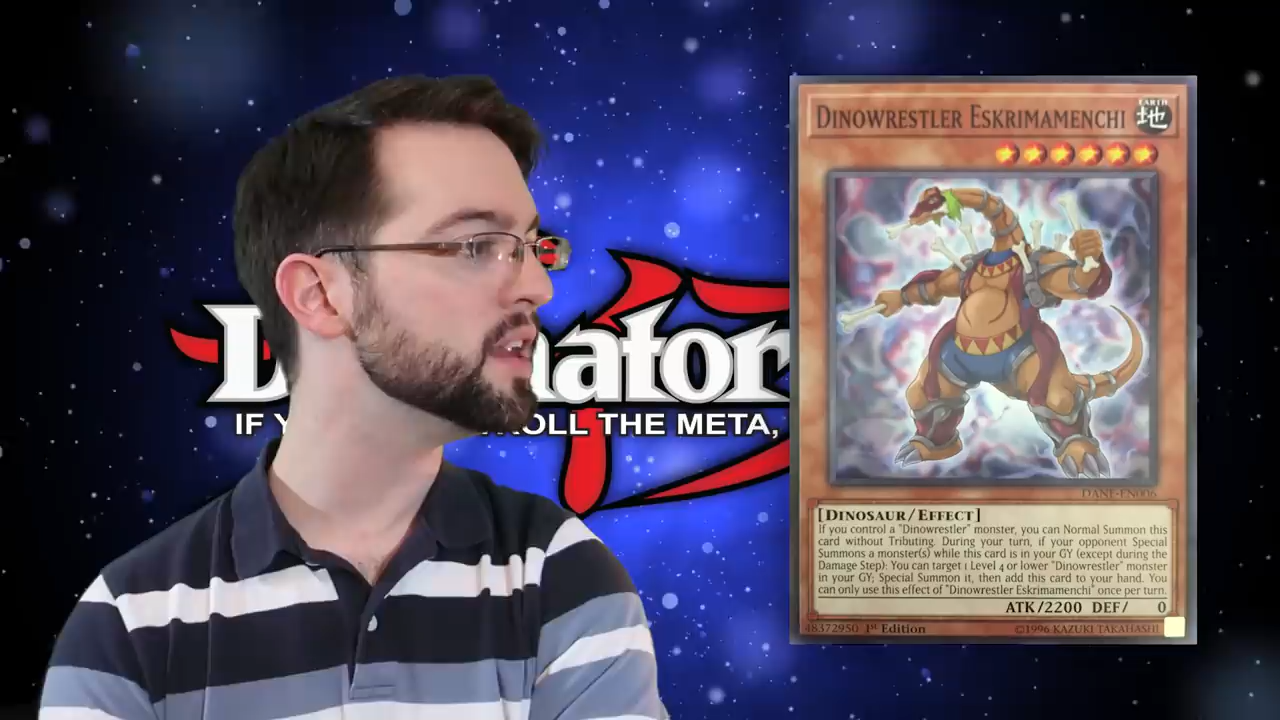 IF Y ROLL THE META,
DINOWRESTLER ESKRIMAMENCHI
EARTH
地
DANE-EN006
[DINOSAUR/EFFECT]
If you control a "Dinowrestler" monster, you can Normal Summon this
card without Tributing. During your turn, if your opponent Special
Summons a monster(s) while this card is in your GY (except during the
Damage Step): You can target 1 Level 4 or lower "Dinowrestler" monster
in your GY; Special Summon it, then add this card to your hand. You
can only use this effect of "Dinowrestler Eskrimamenchi" once per turn.
ATK/2200 DEF/ 0
48372950 1st Edition ©1996 KAZUKI TAKAHASHI